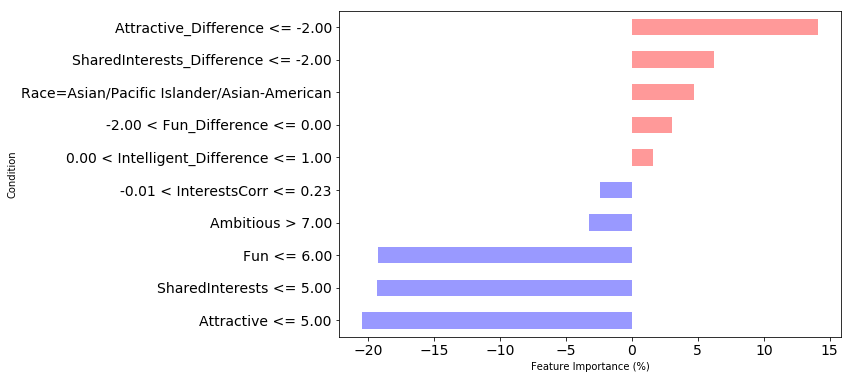 Attractive_Difference <= -2.00
SharedInterests_Difference <= -2.00
Race=Asian/Pacific Islander/Asian-American
-2.00 < Fun_Difference <= 0.00
0.00 < Intelligent_Difference <= 1.00
-0.01 < InterestsCorr <= 0.23
Ambitious > 7.00
Fun <= 6.00
SharedInterests <= 5.00
Attractive <= 5.00
Condition
−20 −15 −10 −5 0 5 10 15
Feature Importance (%)